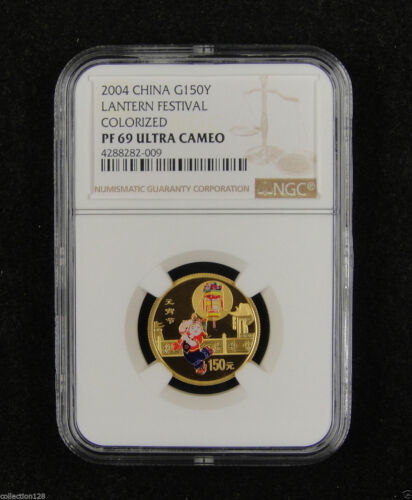 2004 CHINA G150Y
LANTERN FESTIVAL
COLORIZED
PF 69 ULTRA CAMEO
4288282-009
NUMISMATIC GUARANTY CORPORATION
NGC®
元宵节
150元
collection128